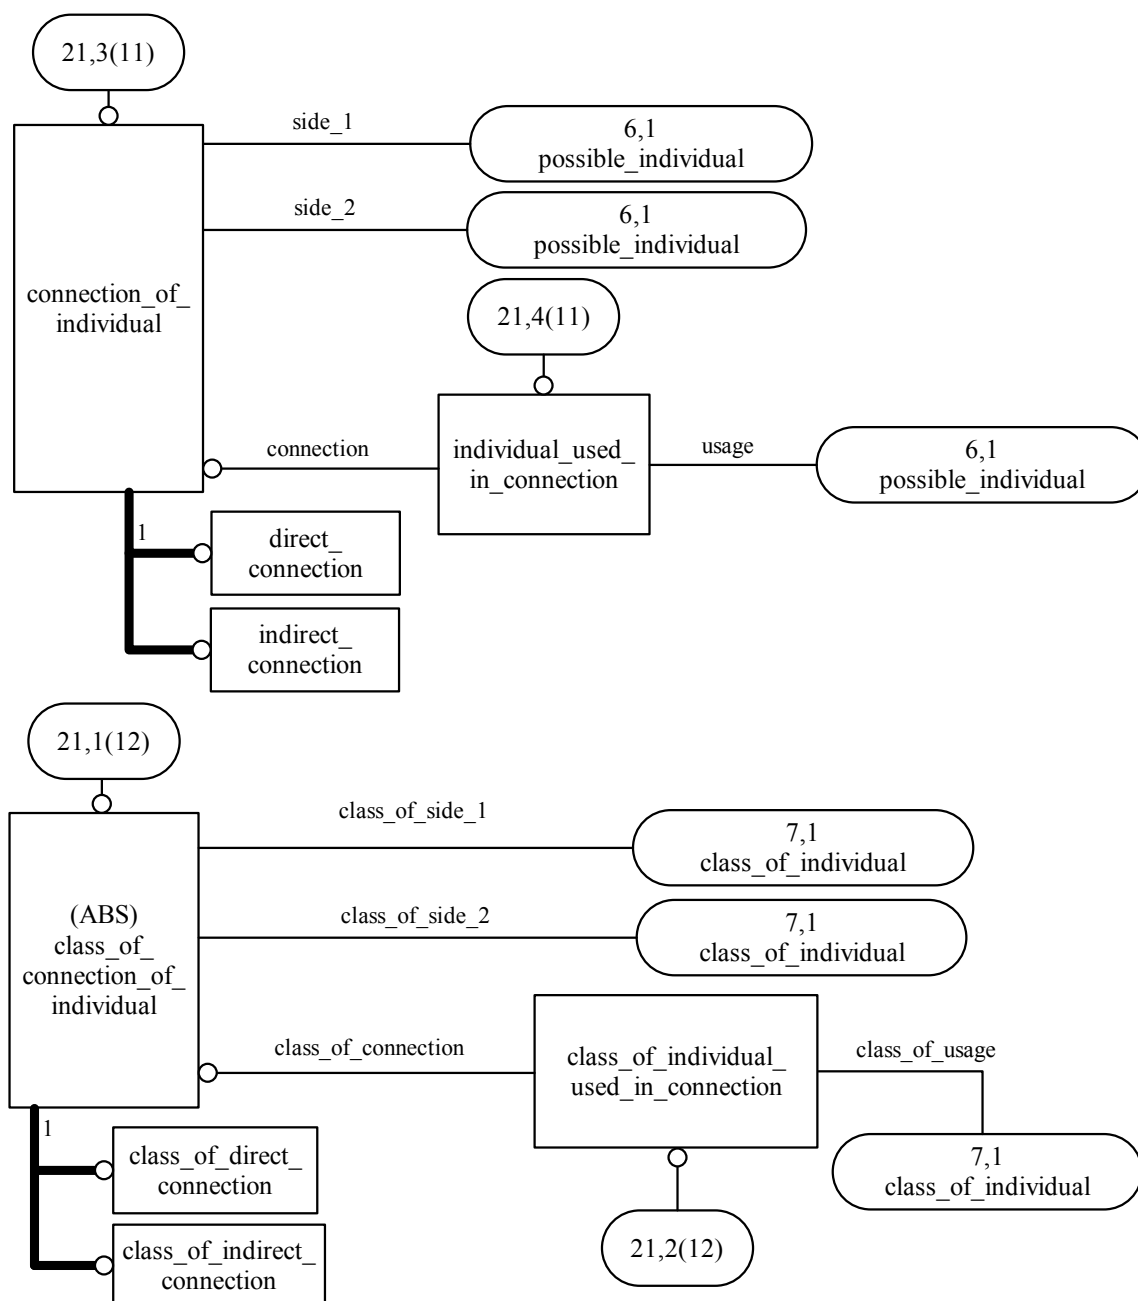 21,3(11)
side_1
6,1
possible_individual
side_2
6,1
possible_individual
connection_of_
individual
21,4(11)
connection
individual_used_
in_connection
usage
6,1
possible_individual
1
direct_
connection
indirect_
connection
21,1(12)
class_of_side_1
7,1
class_of_individual
class_of_side_2
7,1
class_of_individual
(ABS)
class_of_
connection_of_
individual
class_of_connection
class_of_individual_
used_in_connection
class_of_usage
7,1
class_of_individual
1
class_of_direct_
connection
class_of_indirect_
connection
21,2(12)